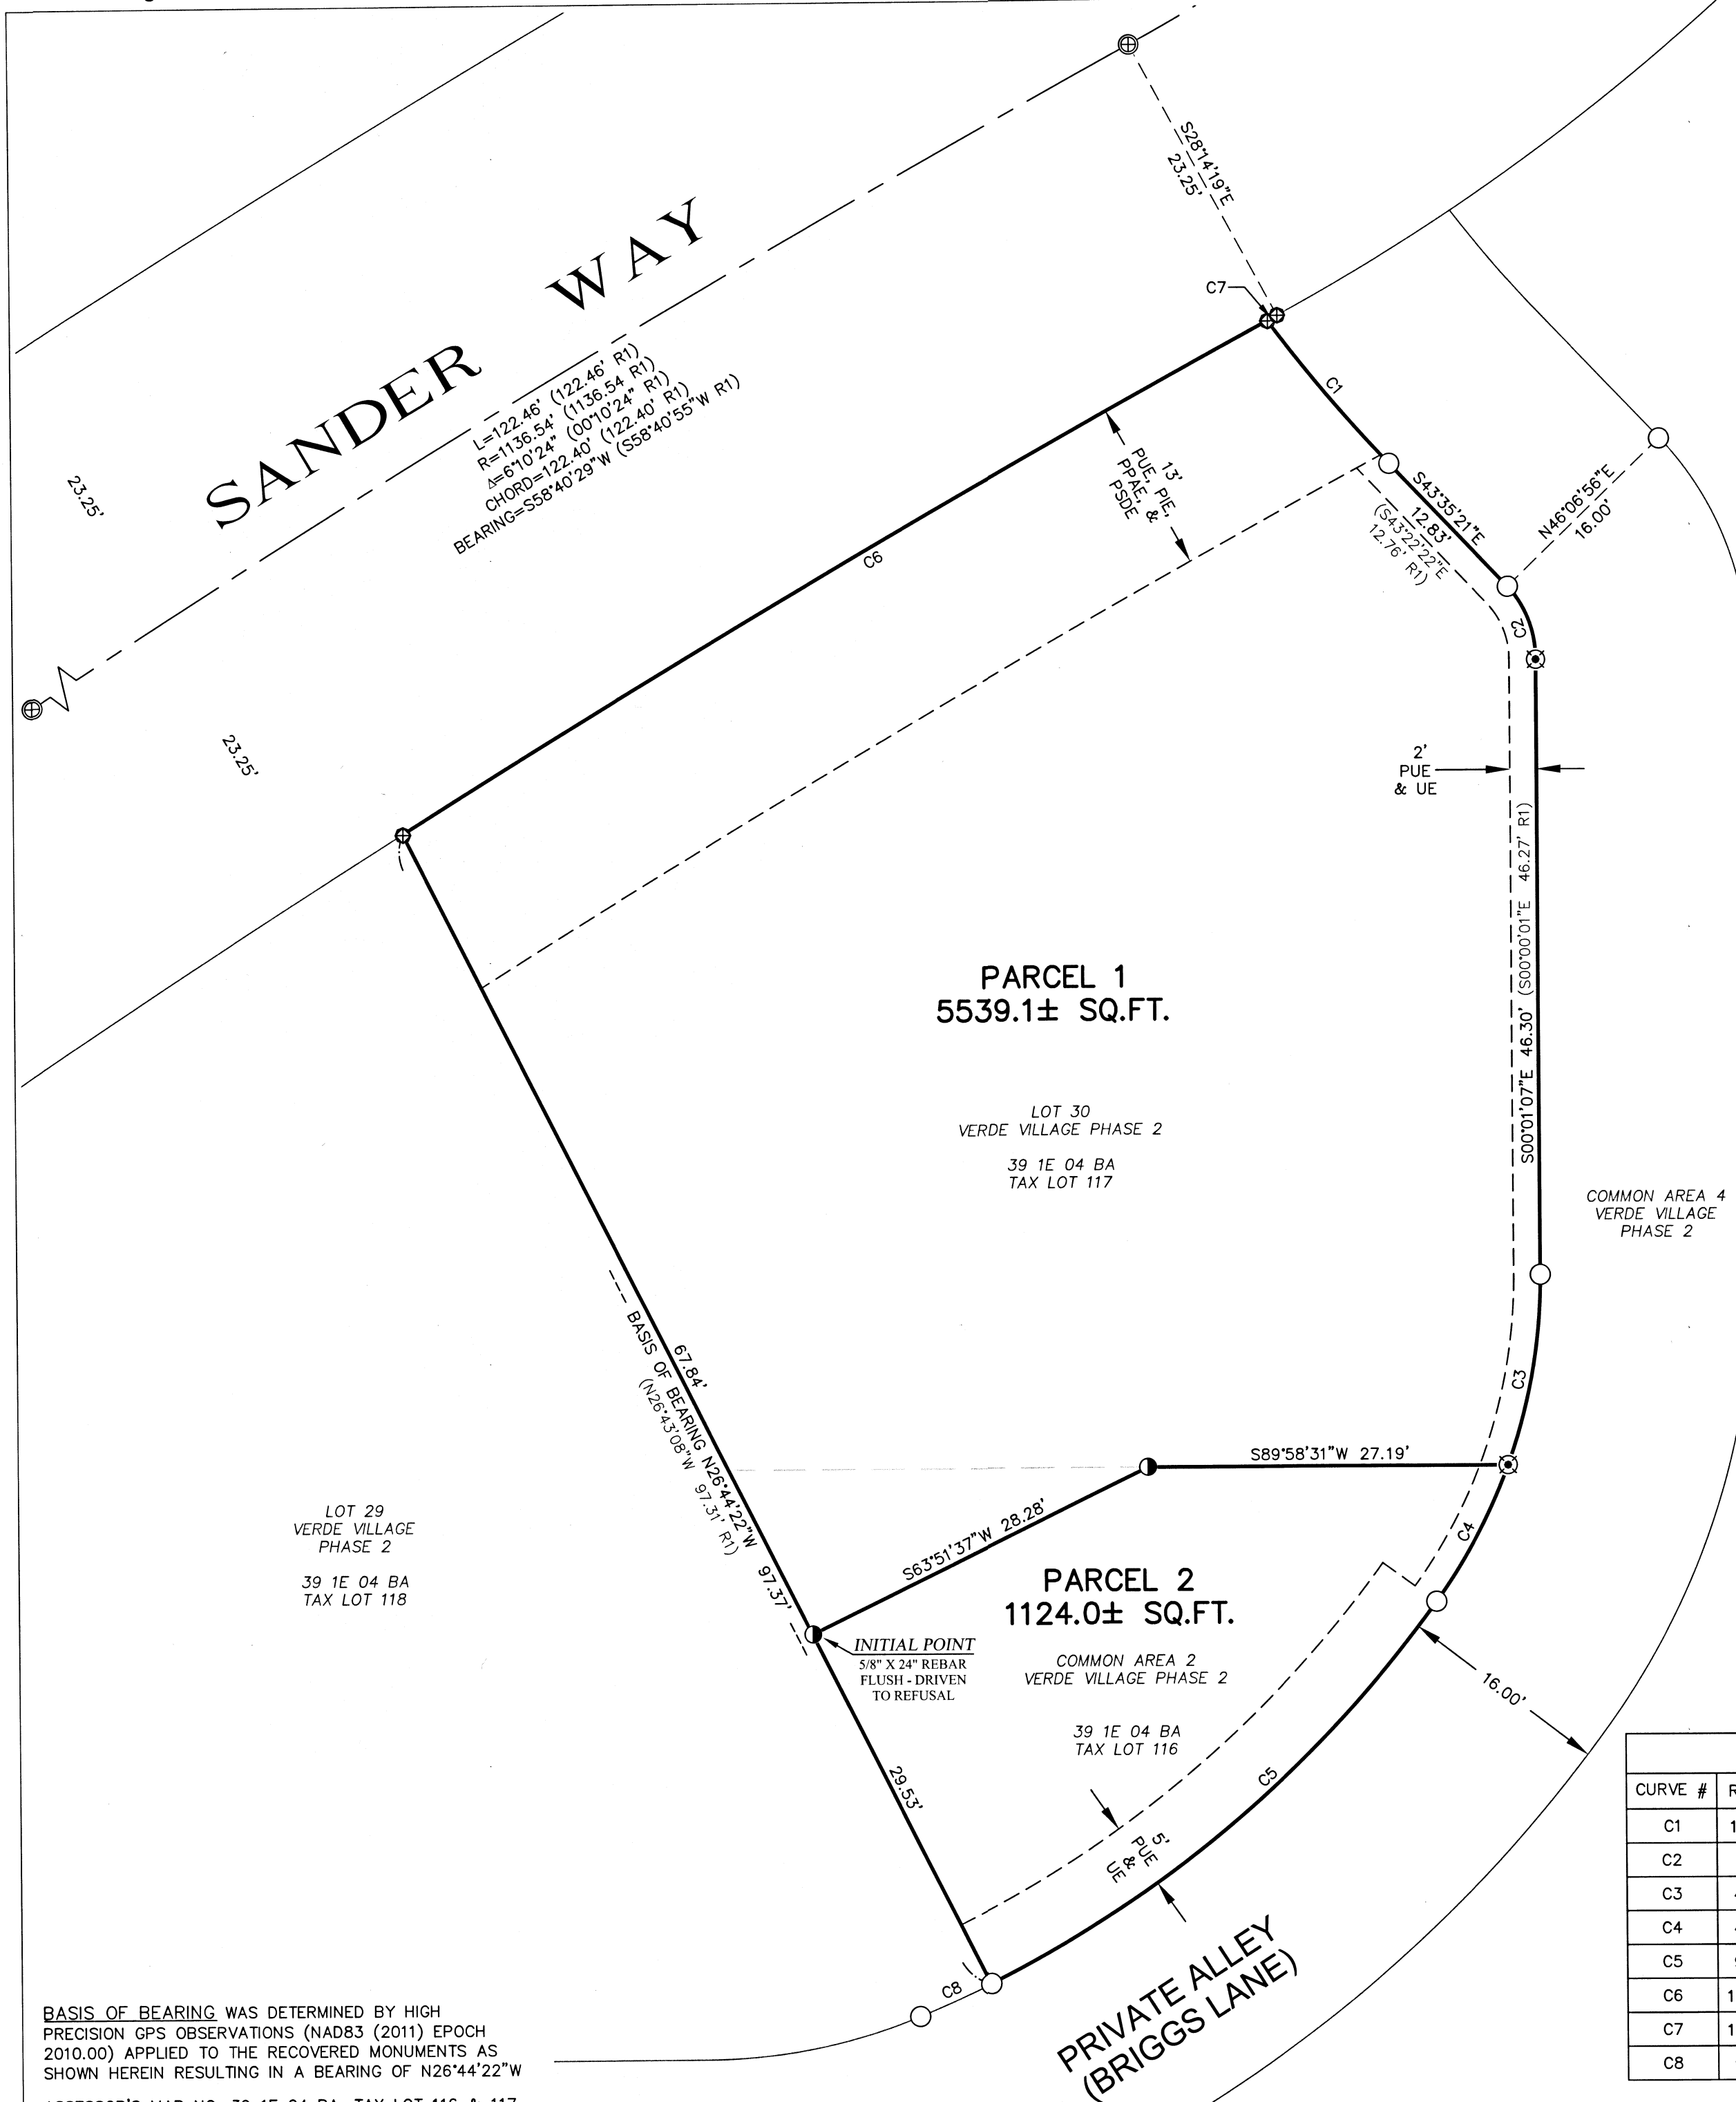 S28°14'19"E
23.25'
C7
SANDER WAY
L=122.46' (122.46' R1)
R=1136.54' (1136.54 R1)
Δ=6°10'24" (00°10'24" R1)
CHORD=122.40' (122.40' R1)
BEARING=S58°40'29"W (S58°40'55"W R1)
23.25'
23.25'
C1
13'
PUE, PIE,
PPAE, &
PSDE
C6
S43°35'21"E
12.83'
(S43°22'22"E
12.76' R1)
N46°06'56"E
16.00'
C2
2'
PUE
& UE
S00°01'07"E 46.30' (S00°00'01"E 46.27' R1)
PARCEL 1
5539.1± SQ.FT.
LOT 30
VERDE VILLAGE PHASE 2
39 1E 04 BA
TAX LOT 117
COMMON AREA 4
VERDE VILLAGE
PHASE 2
67.84'
BASIS OF BEARING N26°44'22"W 97.37'
(N26°43'08"W 97.31' R1)
C3
S89°58'31"W 27.19'
S63°51'37"W 28.28'
C4
LOT 29
VERDE VILLAGE
PHASE 2
39 1E 04 BA
TAX LOT 118
PARCEL 2
1124.0± SQ.FT.
INITIAL POINT
5/8" X 24" REBAR
FLUSH - DRIVEN
TO REFUSAL
COMMON AREA 2
VERDE VILLAGE PHASE 2
39 1E 04 BA
TAX LOT 116
16.00'
29.53'
C5
5'
PUE
& UE
C8
PRIVATE ALLEY
(BRIGGS LANE)
CURVE #
C1
C2
C3
C4
C5
C6
C7
C8
BASIS OF BEARING WAS DETERMINED BY HIGH
PRECISION GPS OBSERVATIONS (NAD83 (2011) EPOCH
2010.00) APPLIED TO THE RECOVERED MONUMENTS AS
SHOWN HEREIN RESULTING IN A BEARING OF N26°44'22"W
ASSESSOR'S MAP NO. 39 1E 04 BA, TAX LOT 116 & 117